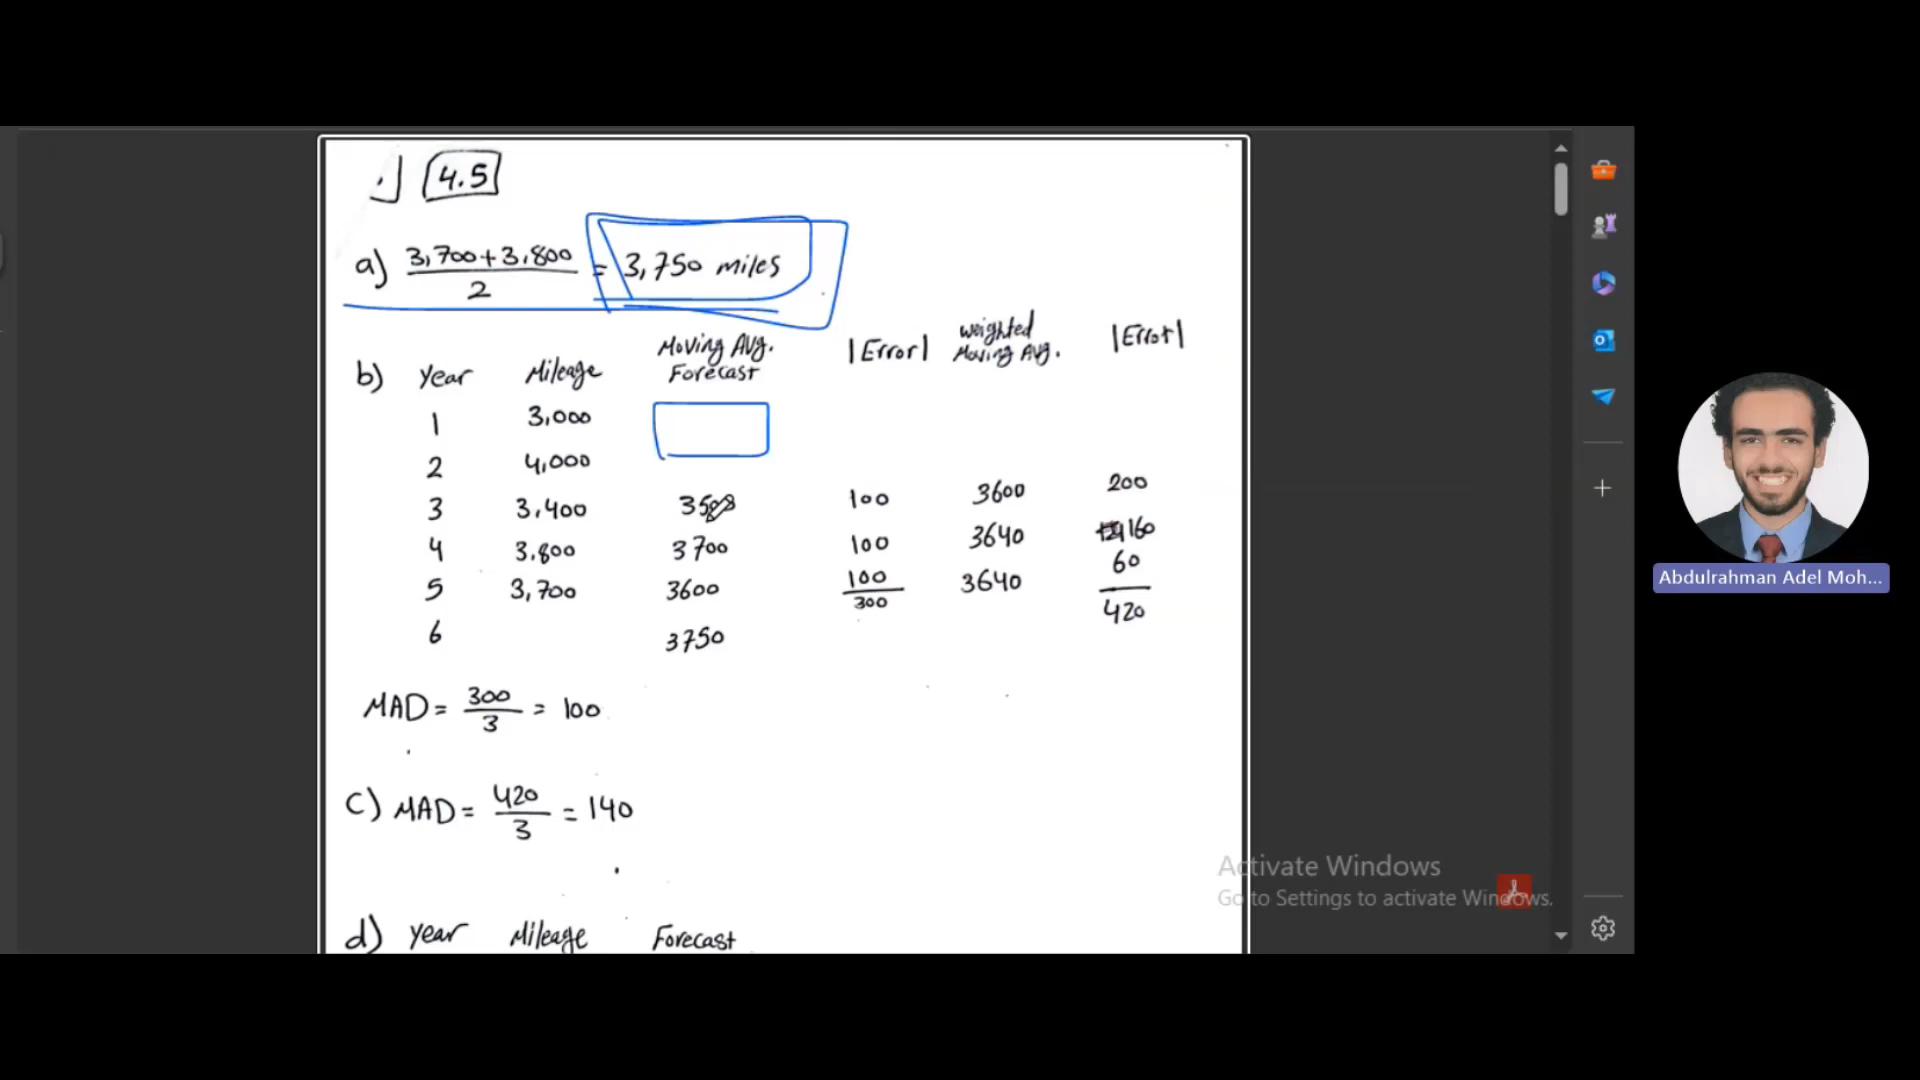 4.5
a) 3,700+3,800 / 2 = 3,750 miles
b) Year Mileage Moving Avg. Forecast |Error| weighted Moving Avg. |Error|
1 3,000
2 4,000
3 3,400 3500 100 3600 200
4 3,800 3700 100 3640 160
5 3,700 3600 100 3640 60
300 420
6 3750
MAD = 300 / 3 = 100
c) MAD = 420 / 3 = 140
d) Year Mileage Forecast
Activate Windows
Go to Settings to activate Windows.
Abdulrahman Adel Moh...